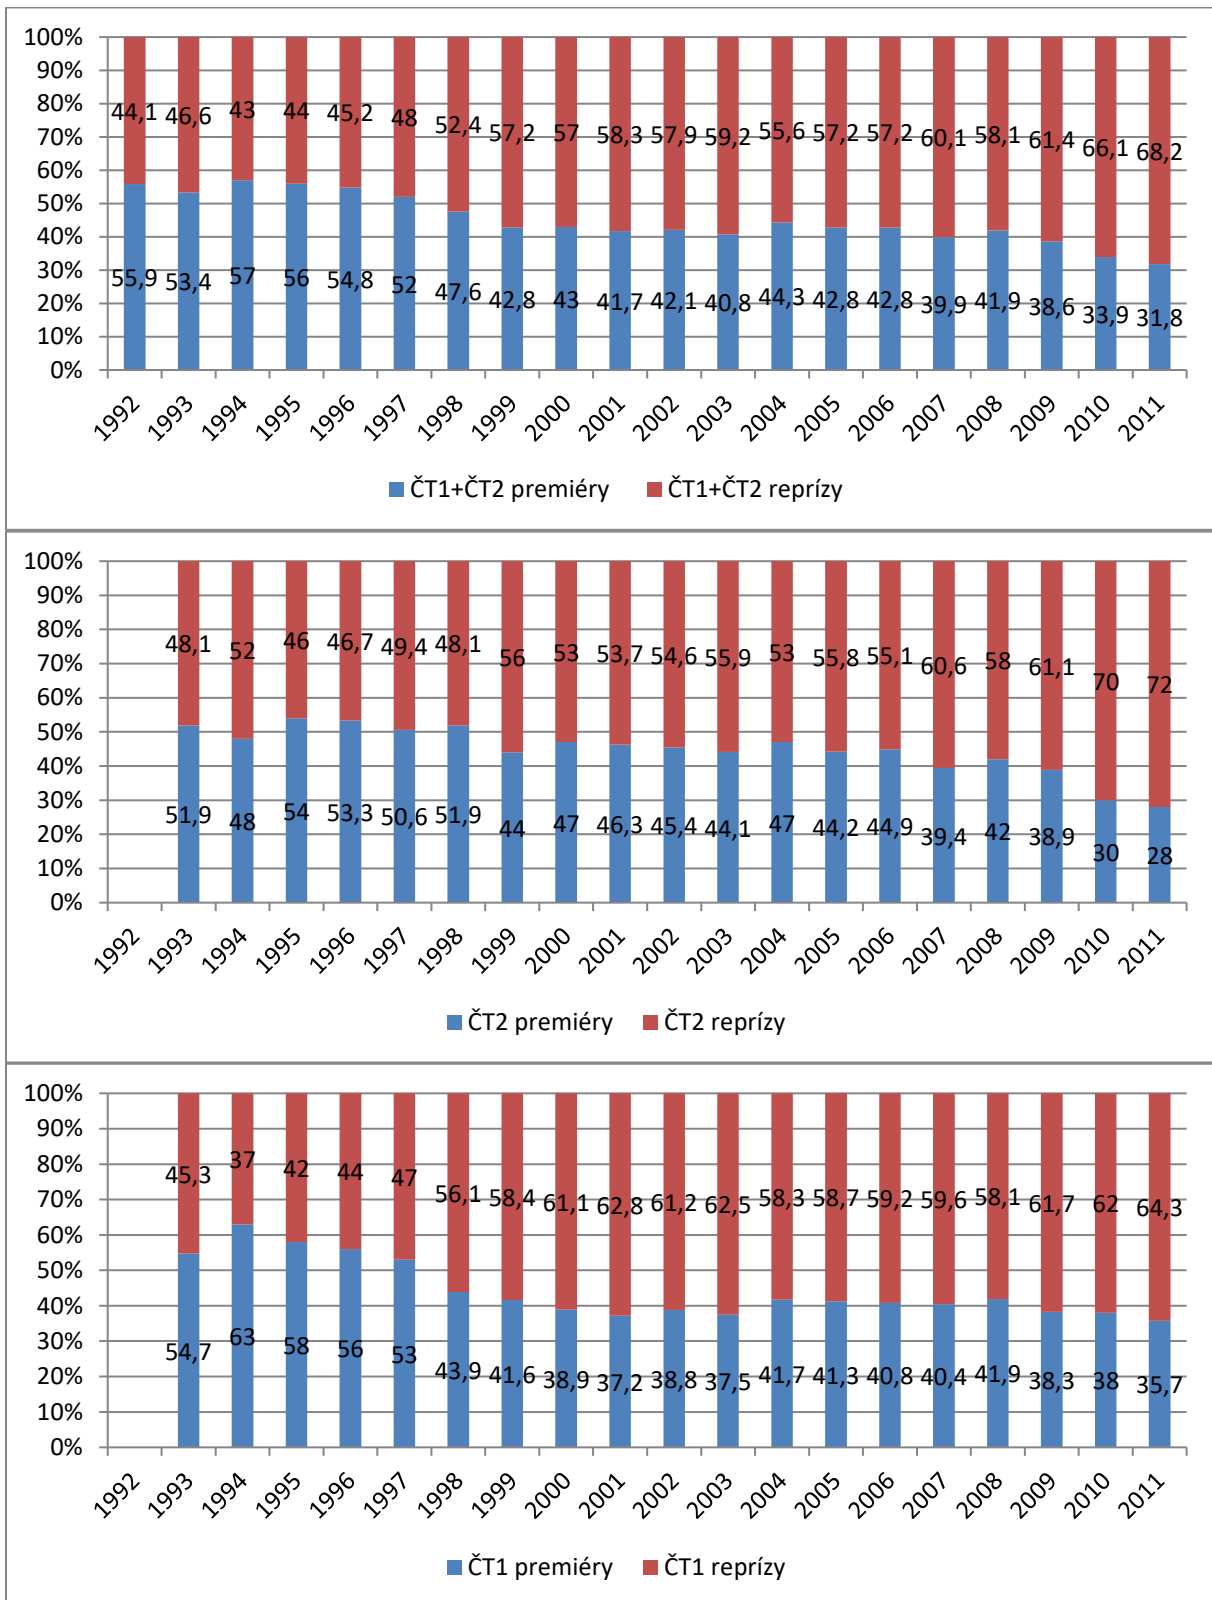 100%
90%
80%
70%
60%
50%
40%
30%
20%
10%
0%
44,1 46,6 43 44 45,2 48 52,4 57,2 57 58,3 57,9 59,2 55,6 57,2 57,2 60,1 58,1 61,4 66,1 68,2
55,9 53,4 57 56 54,8 52 47,6 42,8 43 41,7 42,1 40,8 44,3 42,8 42,8 39,9 41,9 38,6 33,9 31,8
1992 1993 1994 1995 1996 1997 1998 1999 2000 2001 2002 2003 2004 2005 2006 2007 2008 2009 2010 2011
ČT1+ČT2 premiéry ČT1+ČT2 reprízy
100%
90%
80%
70%
60%
50%
40%
30%
20%
10%
0%
48,1 52 46 46,7 49,4 48,1 56 53 53,7 54,6 55,9 53 55,8 55,1 60,6 58 61,1 70 72
51,9 48 54 53,3 50,6 51,9 44 47 46,3 45,4 44,1 47 44,2 44,9 39,4 42 38,9 30 28
1992 1993 1994 1995 1996 1997 1998 1999 2000 2001 2002 2003 2004 2005 2006 2007 2008 2009 2010 2011
ČT2 premiéry ČT2 reprízy
100%
90%
80%
70%
60%
50%
40%
30%
20%
10%
0%
45,3 37 42 44 47 56,1 58,4 61,1 62,8 61,2 62,5 58,3 58,7 59,2 59,6 58,1 61,7 62 64,3
54,7 63 58 56 53 43,9 41,6 38,9 37,2 38,8 37,5 41,7 41,3 40,8 40,4 41,9 38,3 38 35,7
1992 1993 1994 1995 1996 1997 1998 1999 2000 2001 2002 2003 2004 2005 2006 2007 2008 2009 2010 2011
ČT1 premiéry ČT1 reprízy